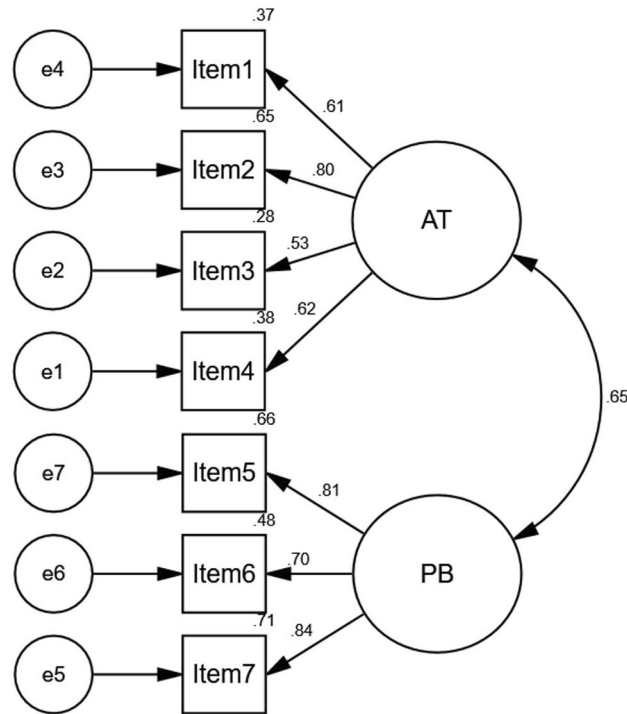 .37
e4
Item1
.61
.65
e3
Item2
.80
AT
.28
e2
Item3
.53
.38
.62
e1
Item4
.65
.66
e7
Item5
.81
.48
e6
Item6
.70
PB
.71
.84
e5
Item7